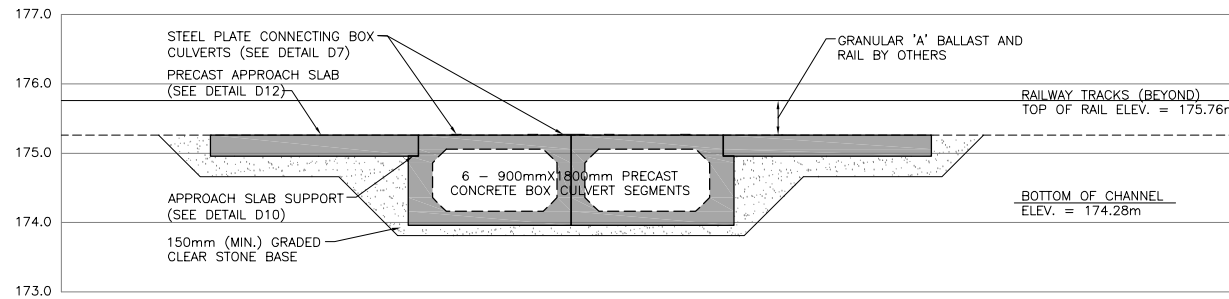 177.0
STEEL PLATE CONNECTING BOX
CULVERTS (SEE DETAIL D7)
GRANULAR 'A' BALLAST AND
RAIL BY OTHERS
PRECAST APPROACH SLAB
(SEE DETAIL D12)
176.0
RAILWAY TRACKS (BEYOND)
TOP OF RAIL ELEV. = 175.76m
175.0
6 - 900mmX1800mm PRECAST
CONCRETE BOX CULVERT SEGMENTS
APPROACH SLAB SUPPORT
(SEE DETAIL D10)
BOTTOM OF CHANNEL
ELEV. = 174.28m
174.0
150mm (MIN.) GRADED
CLEAR STONE BASE
173.0